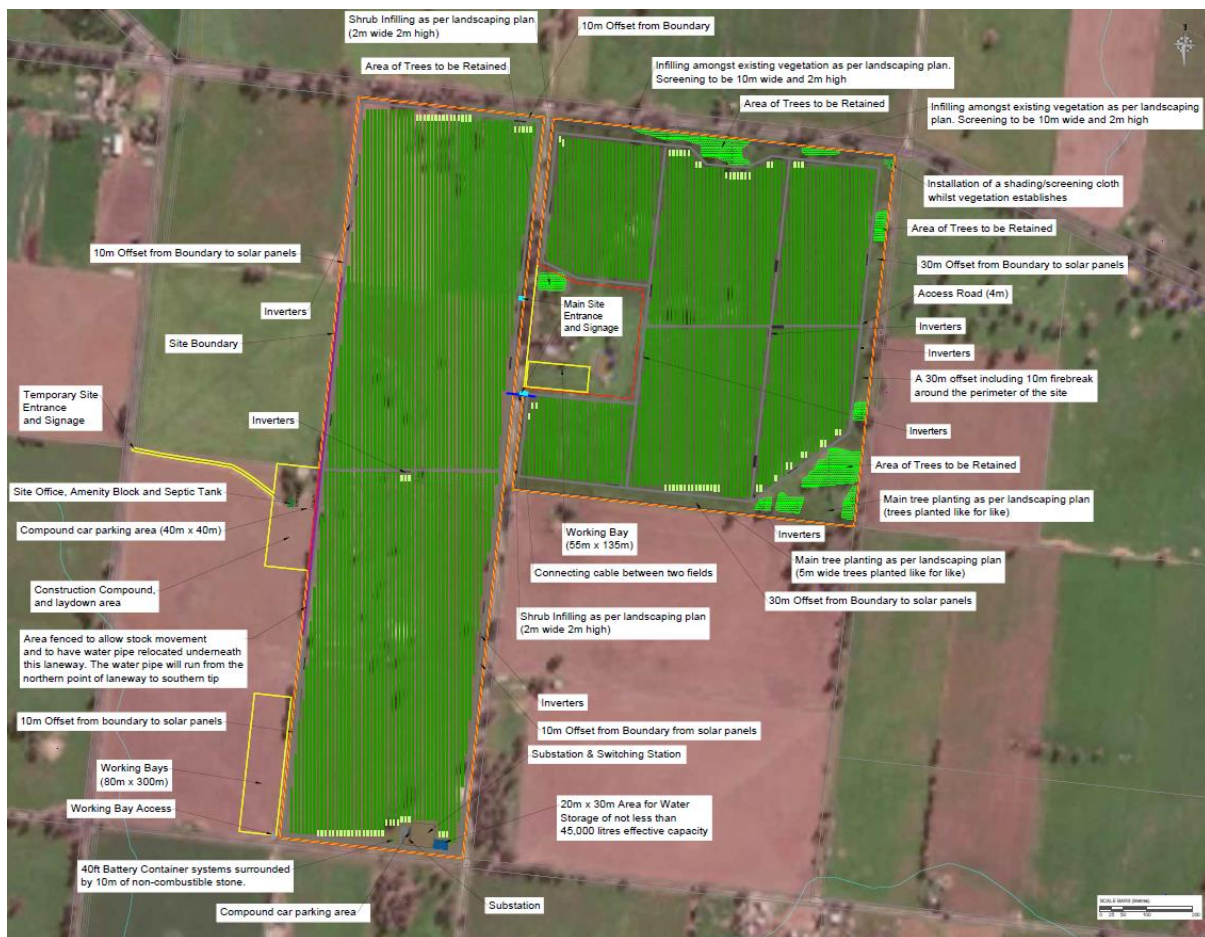 Shrub Infilling as per landscaping plan.
(2m wide 2m high)
10m Offset from Boundary
Area of Trees to be Retained
Infilling amongst existing vegetation as per landscaping plan.
Screening to be 10m wide and 2m high
Area of Trees to be Retained
Infilling amongst existing vegetation as per landscaping
plan. Screening to be 10m wide and 2m high
Installation of a shading/screening cloth
whilst vegetation establishes
Area of Trees to be Retained
10m Offset from Boundary to solar panels
30m Offset from Boundary to solar panels
Access Road (4m)
Inverters
Main Site
Entrance
and Signage
Inverters
Site Boundary
Inverters
A 30m offset including 10m firebreak
around the perimeter of the site
Temporary Site
Entrance
and Signage
Inverters
Inverters
Area of Trees to be Retained
Site Office, Amenity Block and Septic Tank
Main tree planting as per landscaping plan
(trees planted like for like)
Compound car parking area (40m x 40m)
Working Bay
(55m x 135m)
Inverters
Main tree planting as per landscaping plan
(5m wide trees planted like for like)
Connecting cable between two fields
Construction Compound,
and laydown area
30m Offset from Boundary to solar panels
Shrub Infilling as per landscaping plan
(2m wide 2m high)
Area fenced to allow stock movement
and to have water pipe relocated underneath
this laneway. The water pipe will run from the
northern point of laneway to southern tip
Inverters
10m Offset from boundary to solar panels
10m Offset from Boundary from solar panels
Substation & Switching Station
Working Bays
(80m x 300m)
Working Bay Access
20m x 30m Area for Water
Storage of not less than
45,000 litres effective capacity
40ft Battery Container systems surrounded
by 10m of non-combustible stone.
Compound car parking area
Substation
SCALE BARS (metres)
0 25 50 100 200